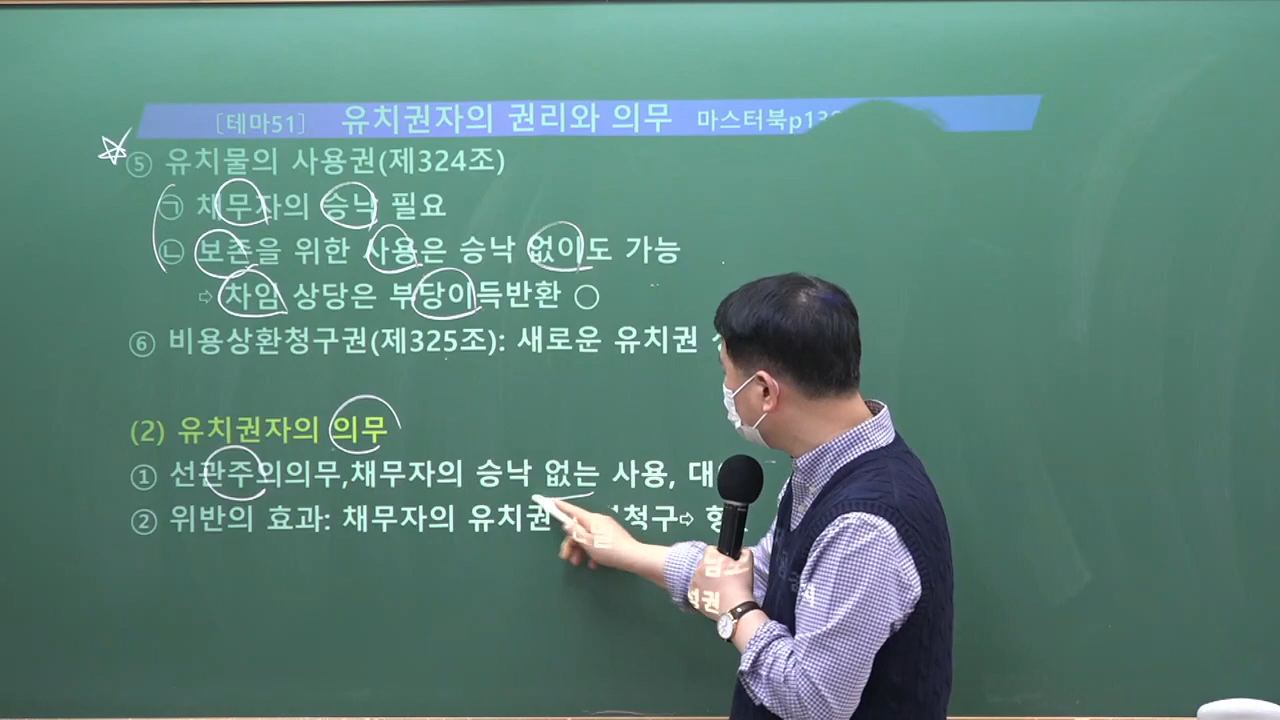 ［테마51］ 유치권자의 권리와 의무 마스터북p13
⑤ 유치물의 사용권(제324조)
㉠ 채무자의 승낙 필요
㉡ 보존을 위한 사용은 승낙 없이도 가능
⇨ 차임 상당은 부당이득반환 ○
⑥ 비용상환청구권(제325조): 새로운 유치권
(2) 유치권자의 의무
① 선관주의의무,채무자의 승낙 없는 사용,
② 위반의 효과: 채무자의 유치권 청구⇨